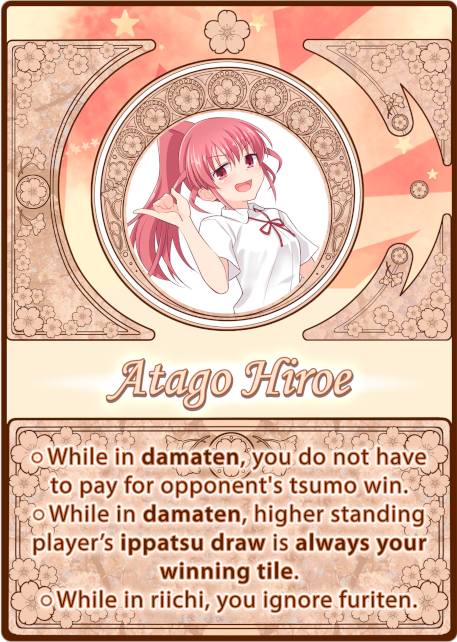 Atago Hiroe
○While in damaten, you do not have
to pay for opponent's tsumo win.
○While in damaten, higher standing
player’s ippatsu draw is always your
winning tile.
○While in riichi, you ignore furiten.